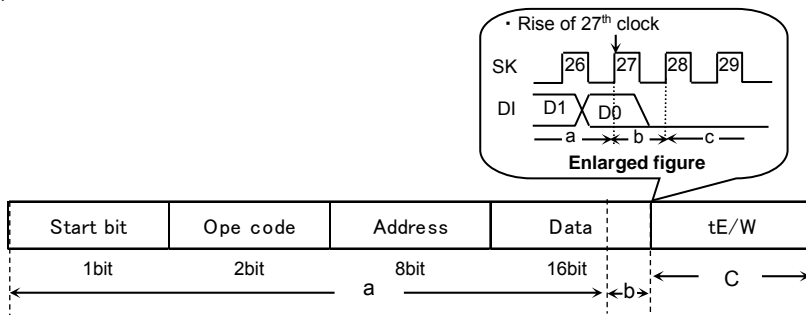 ・Rise of 27th clock
SK 26 27 28 29
DI D1 D0
a b c
Enlarged figure
Start bit Ope code Address Data tE/W
1bit 2bit 8bit 16bit
a b C